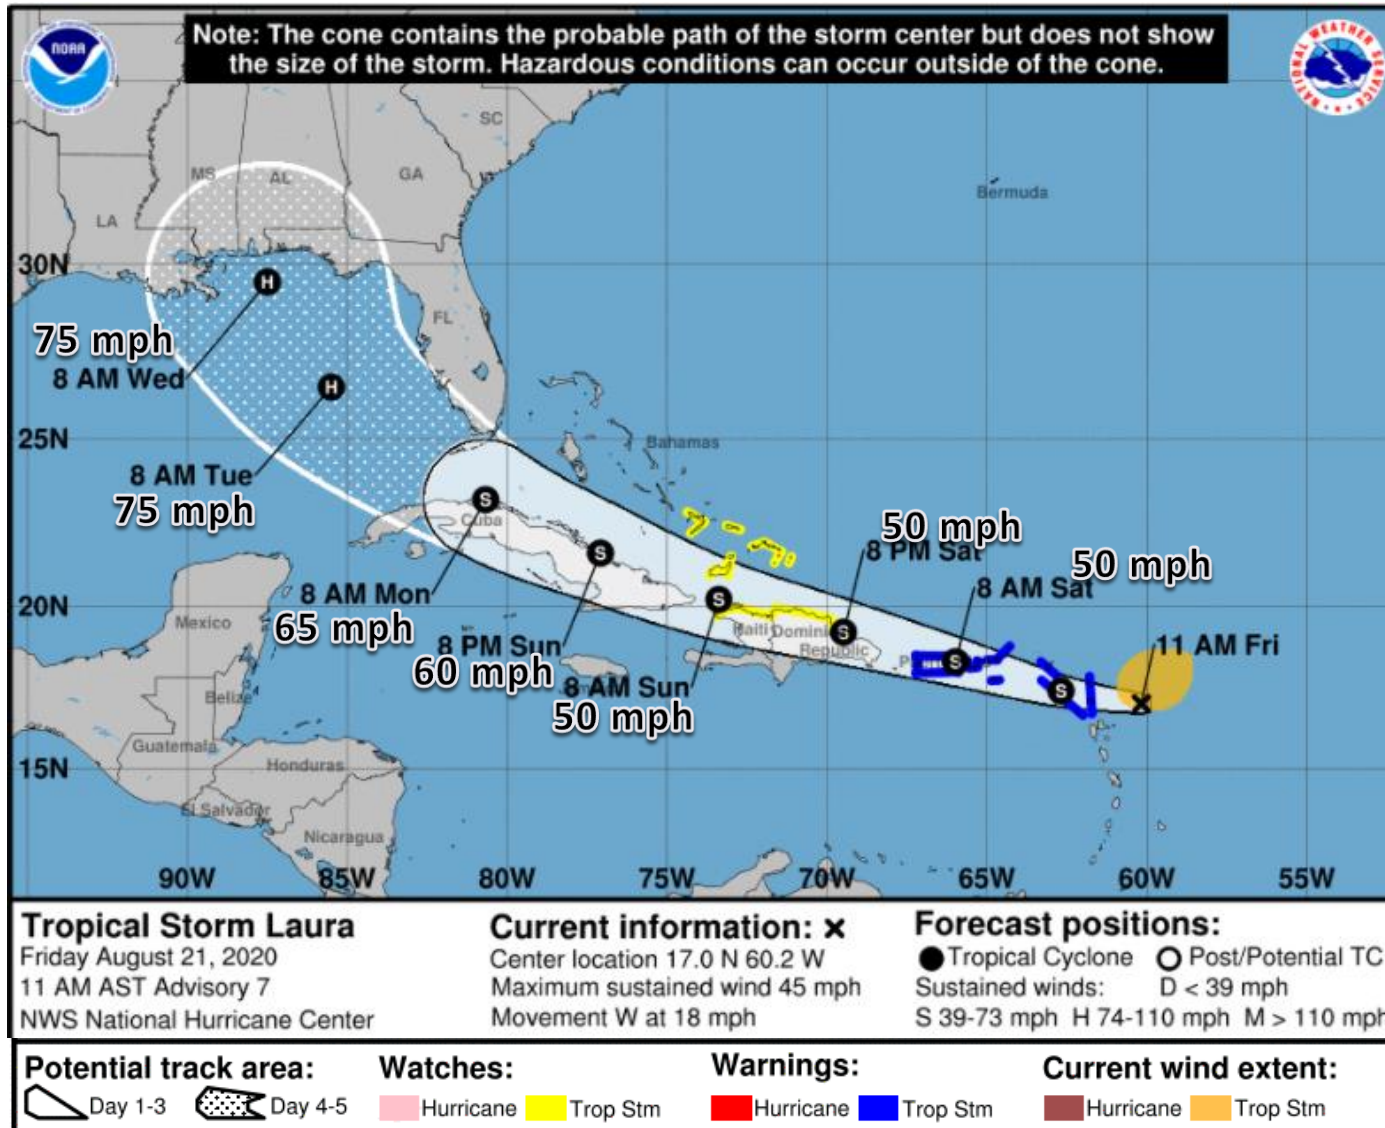 Note: The cone contains the probable path of the storm center but does not show
the size of the storm. Hazardous conditions can occur outside of the cone.
NOAA
NATIONAL WEATHER SERVICE
SC
MS
AL
GA
LA
Bermuda
30N
FL
75 mph
8 AM Wed
25N
Bahamas
8 AM Tue
75 mph
Cuba
50 mph
8 PM Sat
50 mph
8 AM Sat
20N
8 AM Mon
65 mph
Mexico
Haiti
Republic
11 AM Fri
8 PM Sun
60 mph
8 AM Sun
50 mph
Belize
Guatemala
Honduras
15N
El Salvador
Nicaragua
90W 85W 80W 75W 70W 65W 60W 55W
H
H
S
S
S
S
S
S
Tropical Storm Laura
Friday August 21, 2020
11 AM AST Advisory 7
NWS National Hurricane Center
Current information: ×
Center location 17.0 N 60.2 W
Maximum sustained wind 45 mph
Movement W at 18 mph
Forecast positions:
Tropical Cyclone Post/Potential TC
Sustained winds: D < 39 mph
S 39-73 mph H 74-110 mph M > 110 mph
Potential track area:
Day 1-3 Day 4-5
Watches:
Hurricane Trop Stm
Warnings:
Hurricane Trop Stm
Current wind extent:
Hurricane Trop Stm